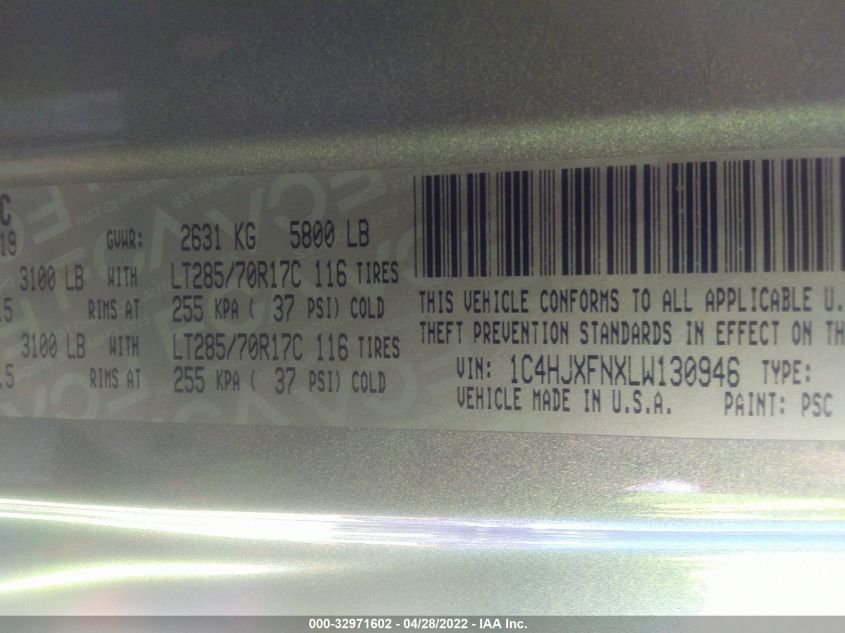 C
19 GVWR: 2631 KG 5800 LB
3100 LB WITH LT285/70R17C 116 TIRES
.5 RIMS AT 255 KPA ( 37 PSI) COLD
3100 LB WITH LT285/70R17C 116 TIRES
.5 RIMS AT 255 KPA ( 37 PSI) COLD
THIS VEHICLE CONFORMS TO ALL APPLICABLE U.
THEFT PREVENTION STANDARDS IN EFFECT ON TH
VIN: 1C4HJXFNXLW130946 TYPE:
VEHICLE MADE IN U.S.A. PAINT: PSC
000-32971602 - 04/28/2022 - IAA Inc.